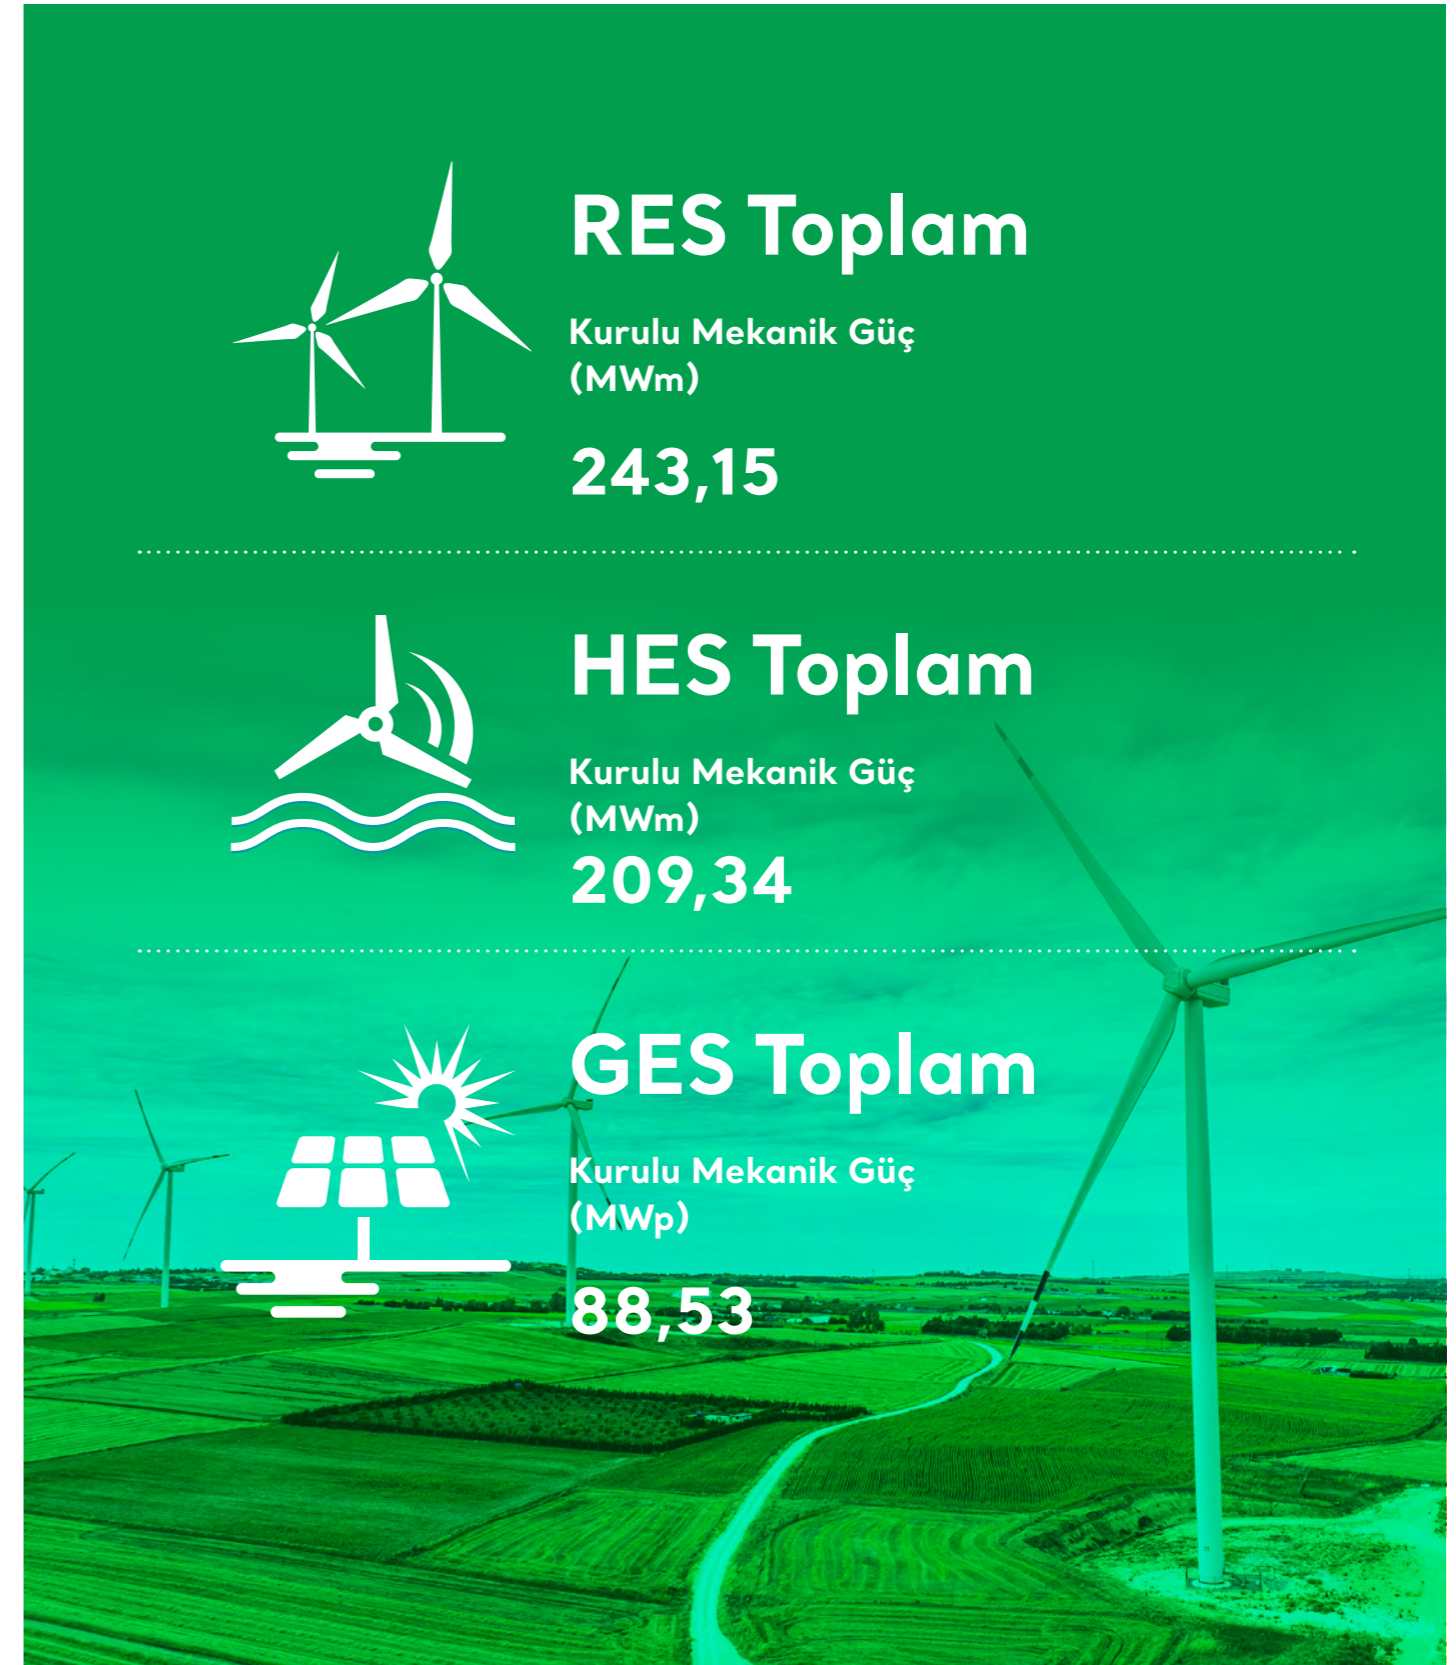 RES Toplam
Kurulu Mekanik Güç
(MWm)
243,15
HES Toplam
Kurulu Mekanik Güç
(MWm)
209,34
GES Toplam
Kurulu Mekanik Güç
(MWp)
88,53